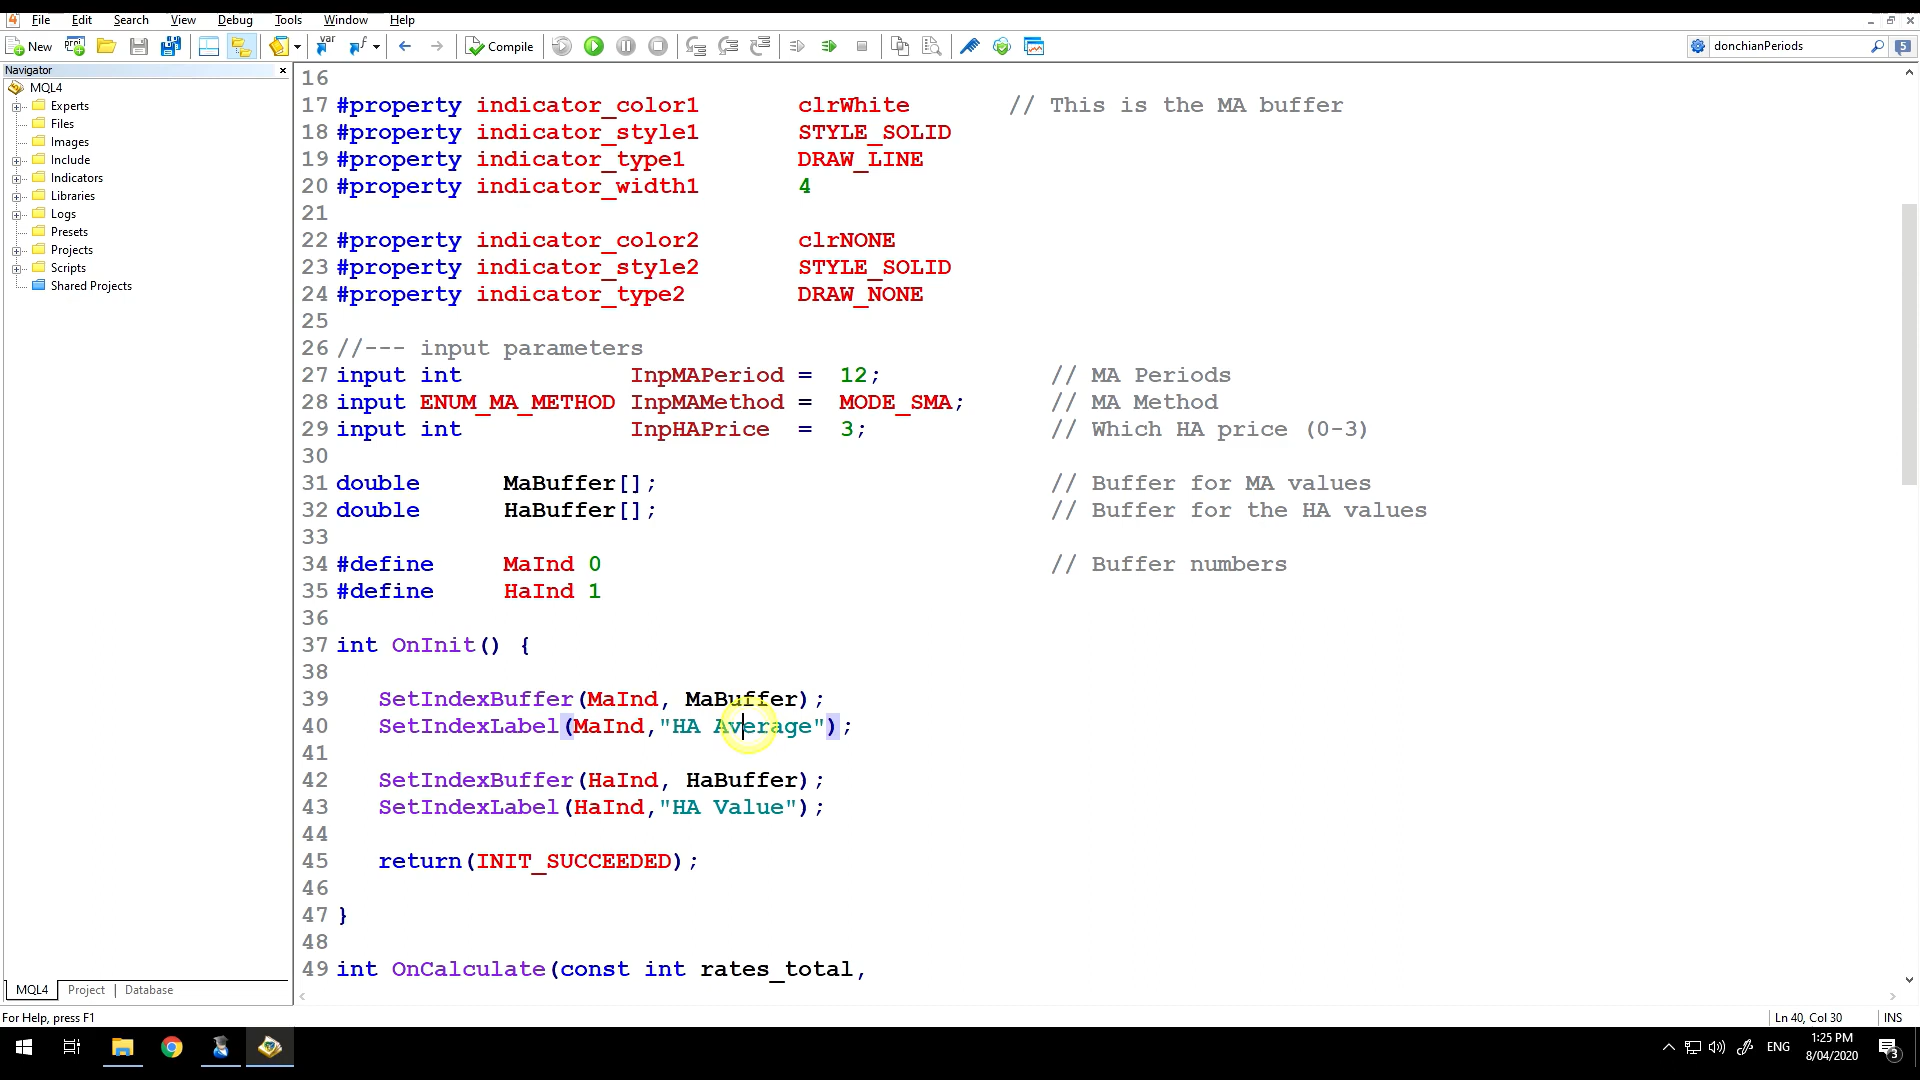 File Edit Search View Debug Tools Window Help
New Compile donchianPeriods 5
Navigator
MQL4
Experts
Files
Images
Include
Indicators
Libraries
Logs
Presets
Projects
Scripts
Shared Projects
16
17 #property indicator_color1 clrWhite // This is the MA buffer
18 #property indicator_style1 STYLE_SOLID
19 #property indicator_type1 DRAW_LINE
20 #property indicator_width1 4
21
22 #property indicator_color2 clrNONE
23 #property indicator_style2 STYLE_SOLID
24 #property indicator_type2 DRAW_NONE
25
26 //--- input parameters
27 input int InpMAPeriod = 12; // MA Periods
28 input ENUM_MA_METHOD InpMAMethod = MODE_SMA; // MA Method
29 input int InpHAPrice = 3; // Which HA price (0-3)
30
31 double MaBuffer[]; // Buffer for MA values
32 double HaBuffer[]; // Buffer for the HA values
33
34 #define MaInd 0 // Buffer numbers
35 #define HaInd 1
36
37 int OnInit() {
38
39 SetIndexBuffer(MaInd, MaBuffer);
40 SetIndexLabel(MaInd,"HA Average");
41
42 SetIndexBuffer(HaInd, HaBuffer);
43 SetIndexLabel(HaInd,"HA Value");
44
45 return(INIT_SUCCEEDED);
46
47 }
48
49 int OnCalculate(const int rates_total,
MQL4 Project | Database
For Help, press F1 Ln 40, Col 30 INS
ENG 1:25 PM
8/04/2020 3